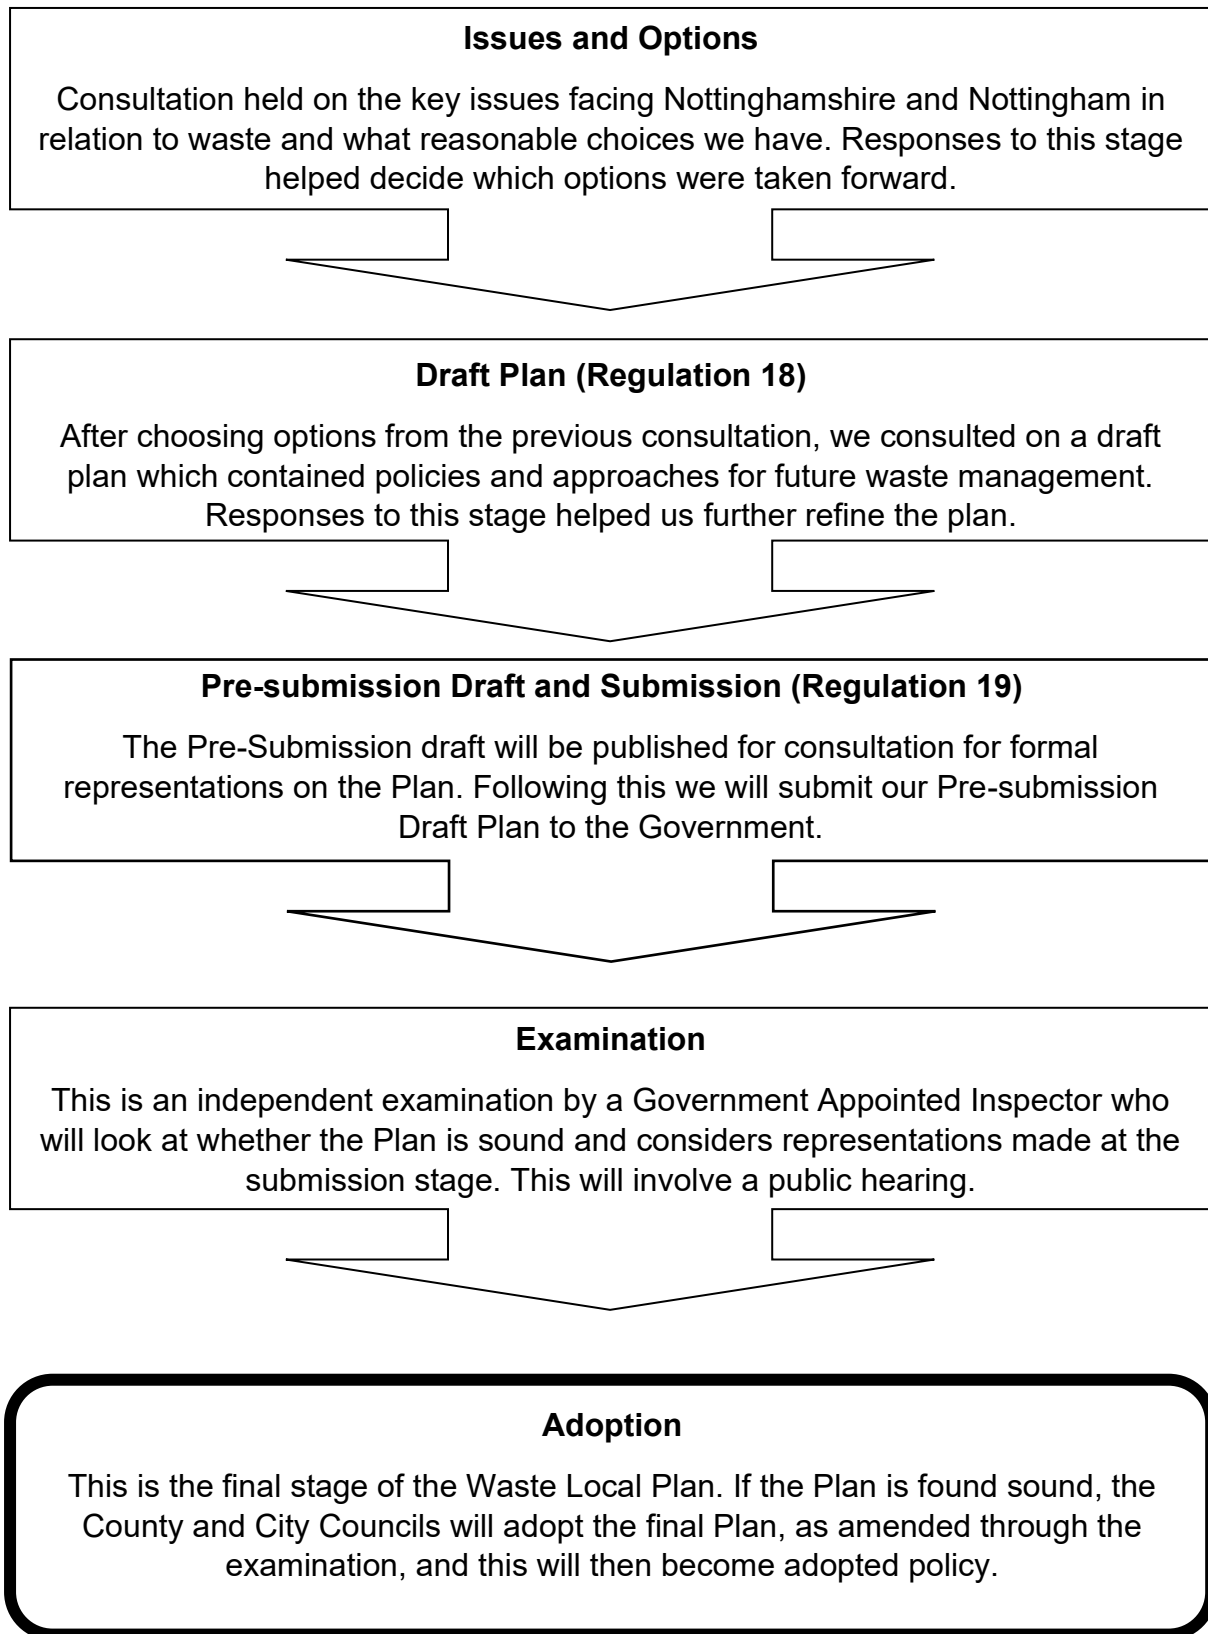 Issues and Options
Consultation held on the key issues facing Nottinghamshire and Nottingham in
relation to waste and what reasonable choices we have. Responses to this stage
helped decide which options were taken forward.
Draft Plan (Regulation 18)
After choosing options from the previous consultation, we consulted on a draft
plan which contained policies and approaches for future waste management.
Responses to this stage helped us further refine the plan.
Pre-submission Draft and Submission (Regulation 19)
The Pre-Submission draft will be published for consultation for formal
representations on the Plan. Following this we will submit our Pre-submission
Draft Plan to the Government.
Examination
This is an independent examination by a Government Appointed Inspector who
will look at whether the Plan is sound and considers representations made at the
submission stage. This will involve a public hearing.
Adoption
This is the final stage of the Waste Local Plan. If the Plan is found sound, the
County and City Councils will adopt the final Plan, as amended through the
examination, and this will then become adopted policy.